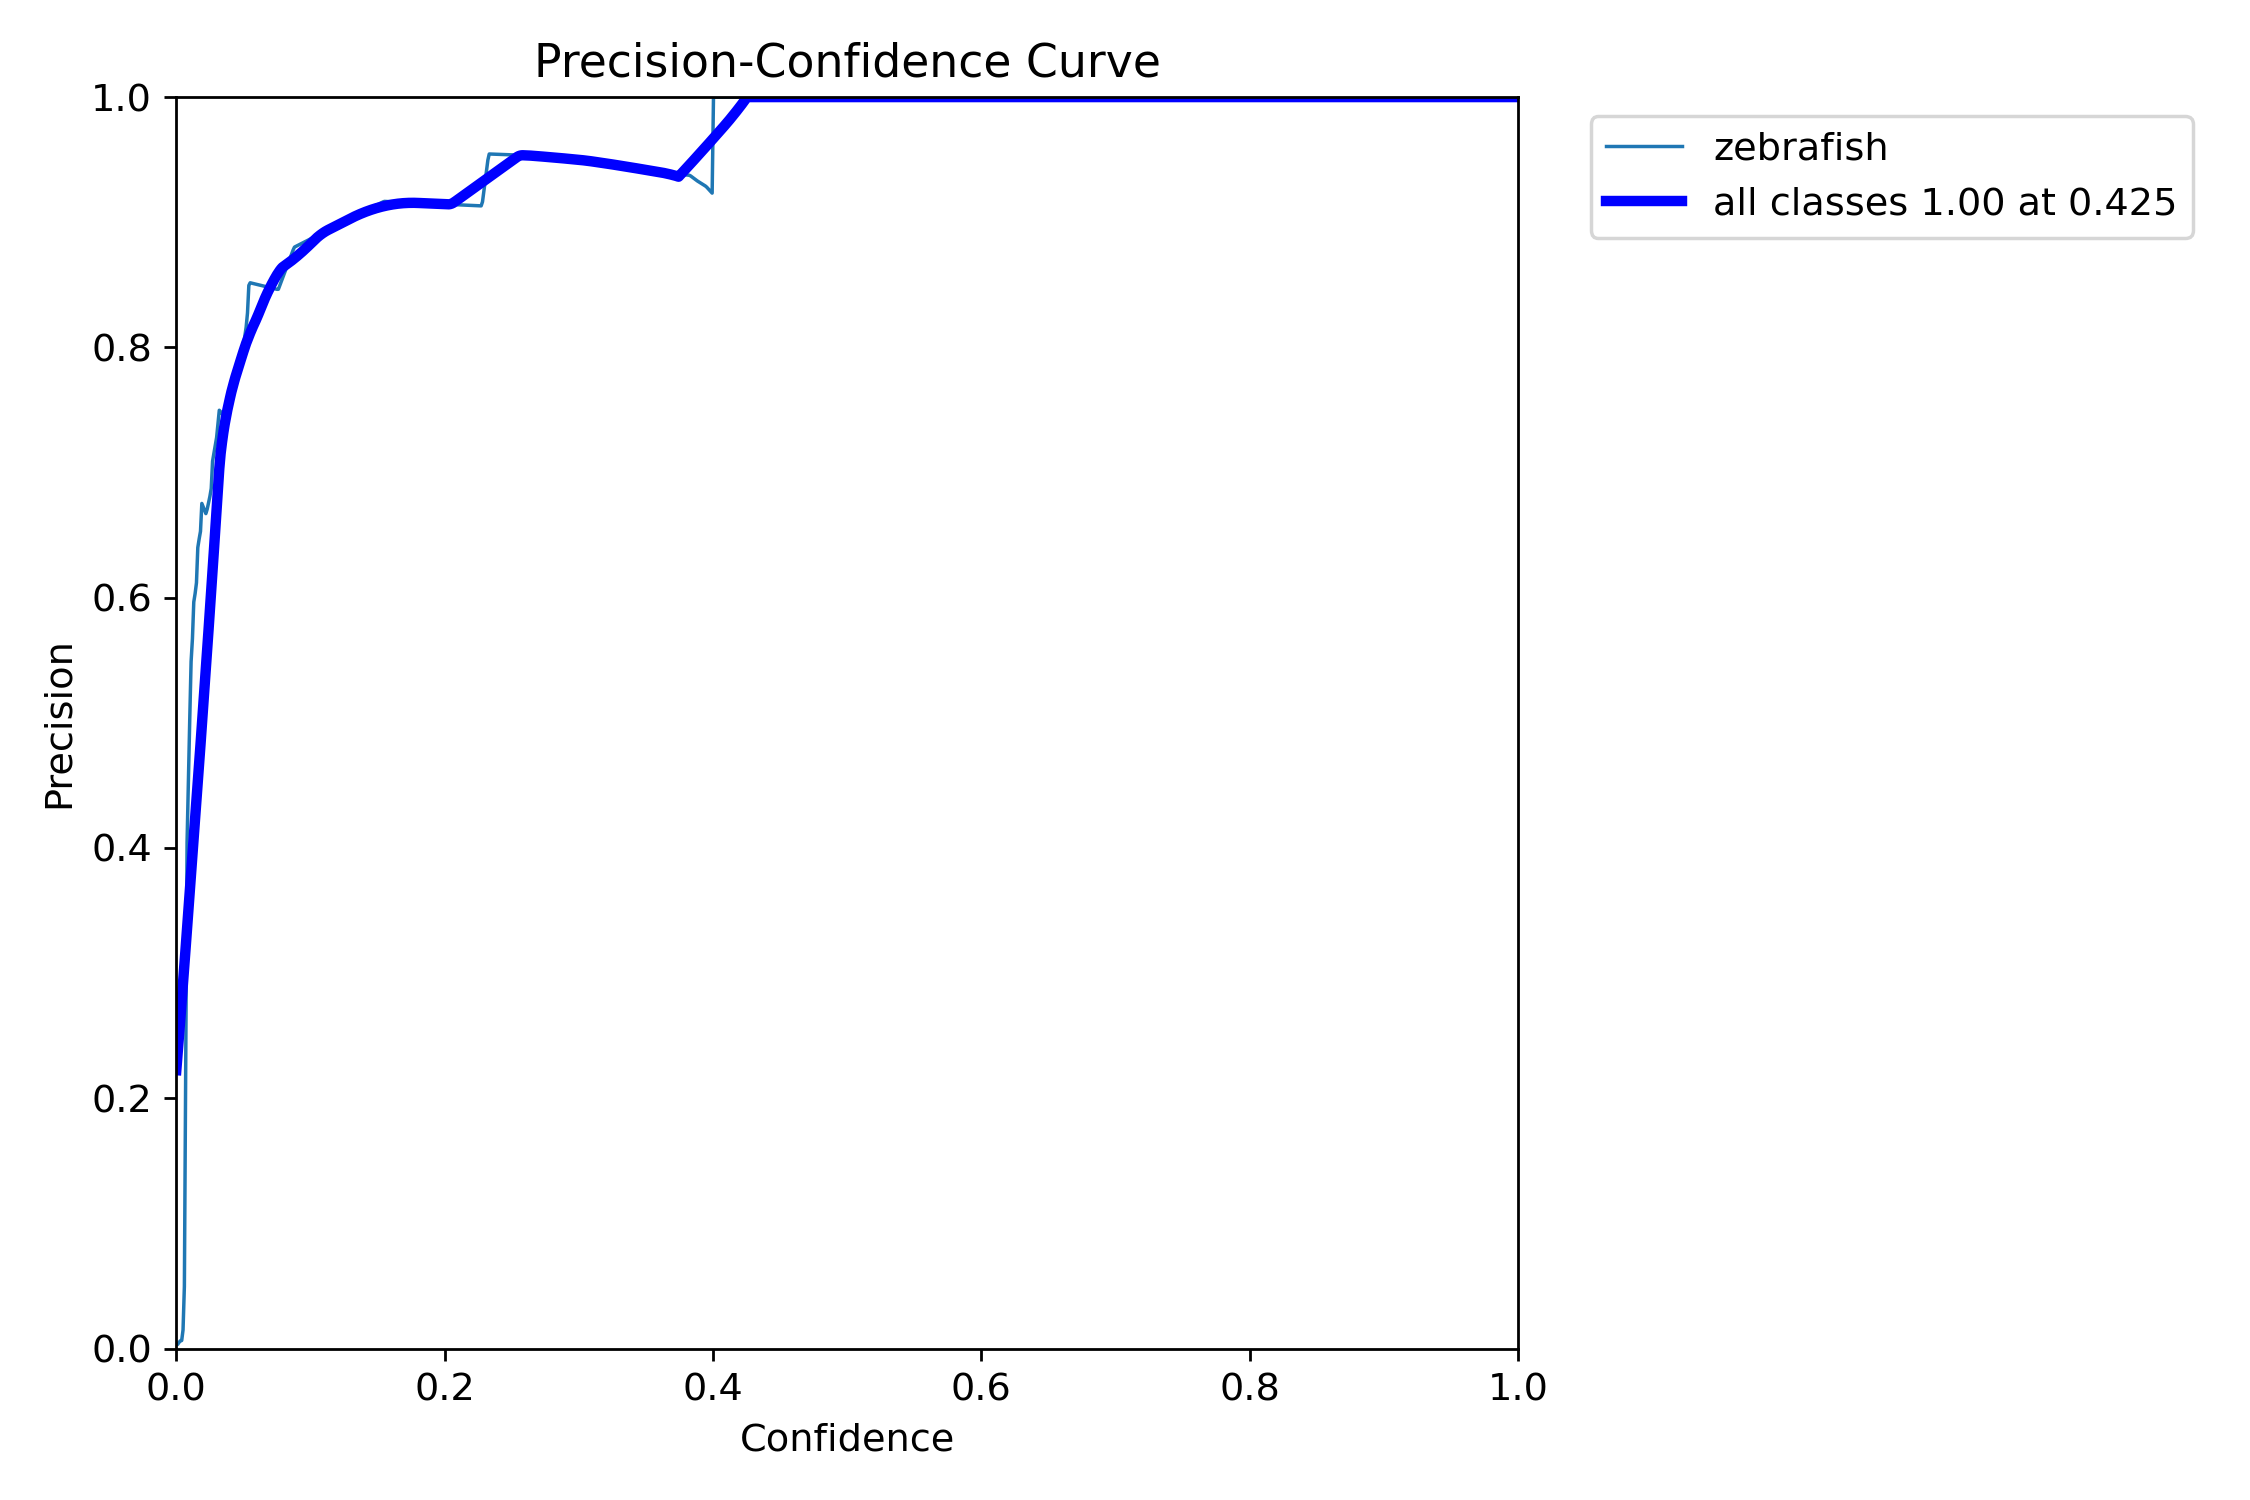 Precision-Confidence Curve
1.0
0.8
0.6
0.4
0.2
0.0
Precision
0.0 0.2 0.4 0.6 0.8 1.0
Confidence
zebrafish
all classes 1.00 at 0.425